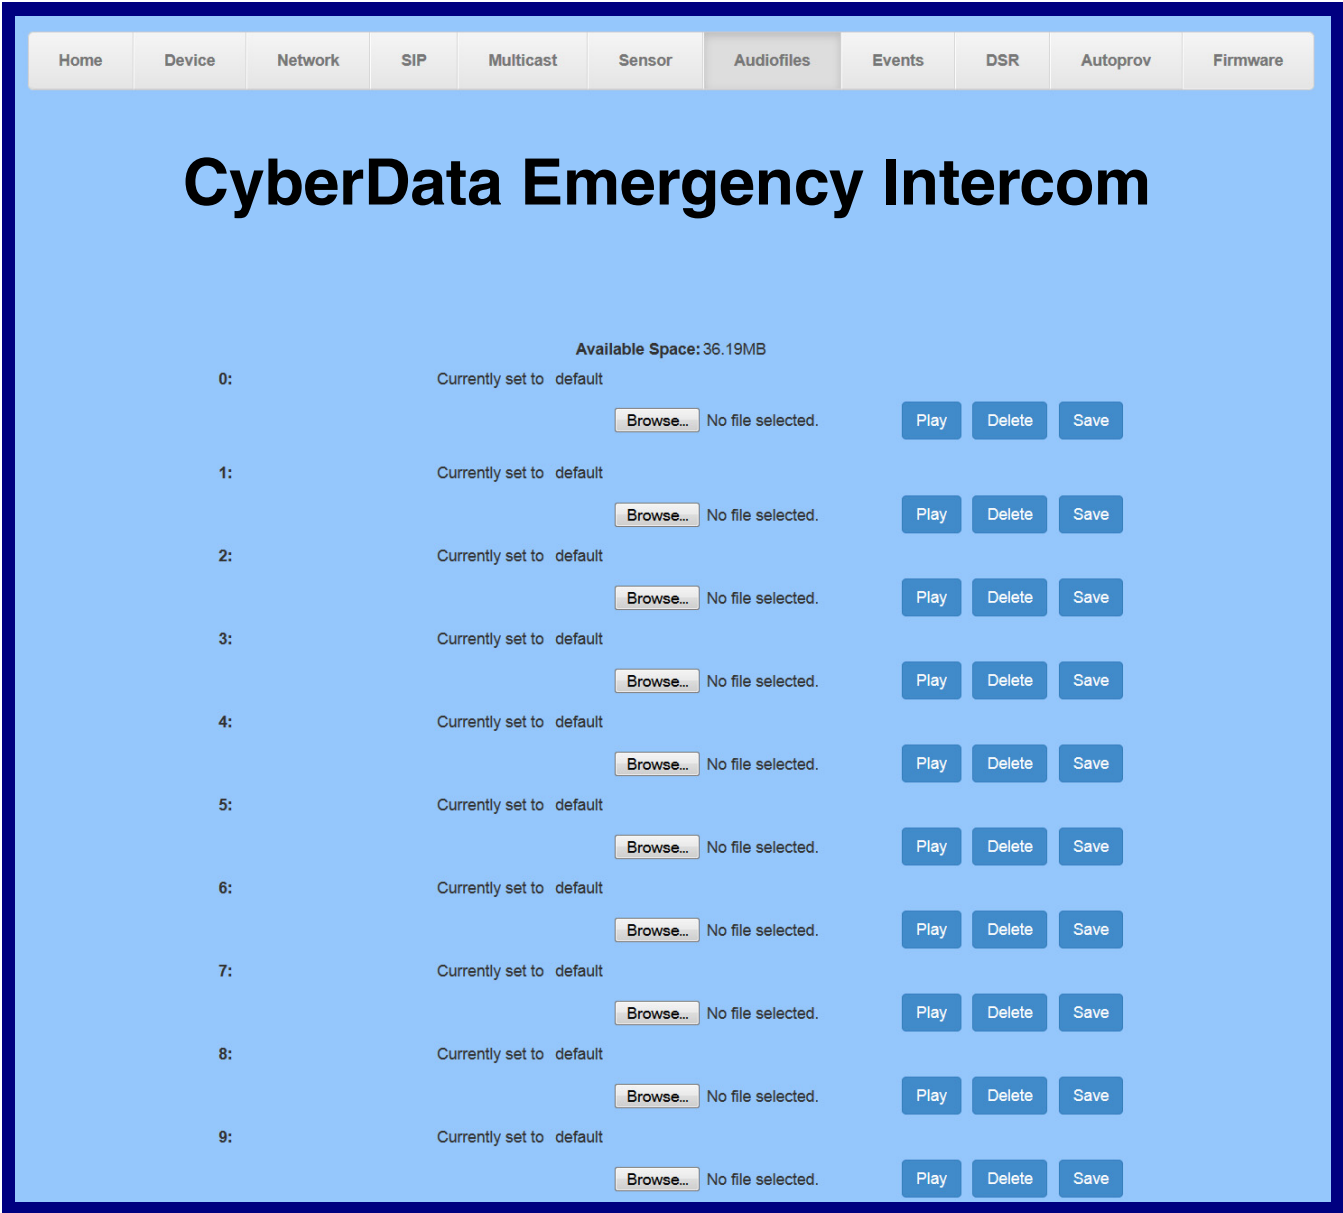 Home Device Network SIP Multicast Sensor Audiofiles Events DSR Autoprov Firmware
CyberData Emergency Intercom
Available Space: 36.19MB
0: Currently set to default
Browse... No file selected. Play Delete Save
1: Currently set to default
Browse... No file selected. Play Delete Save
2: Currently set to default
Browse... No file selected. Play Delete Save
3: Currently set to default
Browse... No file selected. Play Delete Save
4: Currently set to default
Browse... No file selected. Play Delete Save
5: Currently set to default
Browse... No file selected. Play Delete Save
6: Currently set to default
Browse... No file selected. Play Delete Save
7: Currently set to default
Browse... No file selected. Play Delete Save
8: Currently set to default
Browse... No file selected. Play Delete Save
9: Currently set to default
Browse... No file selected. Play Delete Save